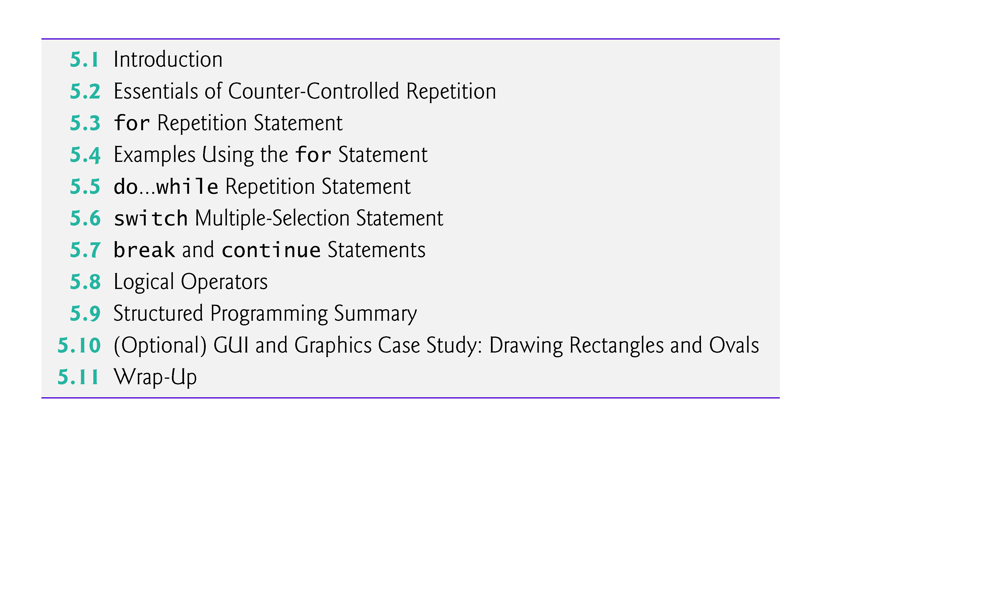 5.1 Introduction
5.2 Essentials of Counter-Controlled Repetition
5.3 for Repetition Statement
5.4 Examples Using the for Statement
5.5 do…while Repetition Statement
5.6 switch Multiple-Selection Statement
5.7 break and continue Statements
5.8 Logical Operators
5.9 Structured Programming Summary
5.10 (Optional) GUI and Graphics Case Study: Drawing Rectangles and Ovals
5.11 Wrap-Up